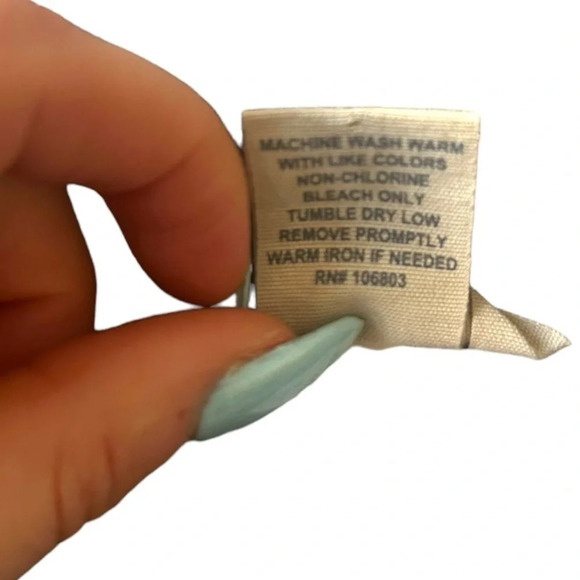 MACHINE WASH WARM
WITH LIKE COLORS
NON-CHLORINE
BLEACH ONLY
TUMBLE DRY LOW
REMOVE PROMPTLY
WARM IRON IF NEEDED
RN# 106803